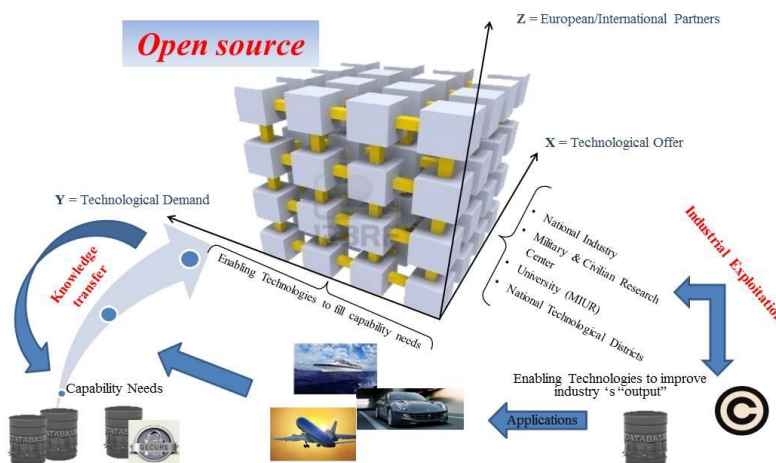 Open source
Z = European/International Partners
X = Technological Offer
Y = Technological Demand
Knowledge
transfer
Enabling Technologies to fill capability needs
• National Industry
• Military & Civilian Research
Center
• University (MIUR)
• National Technological Districts
Industrial Exploitation
Capability Needs
Enabling Technologies to improve
industry ‘s “output”
Applications
C
DATABASE
DATABASE
DATABASE
SECURE
DATABASE